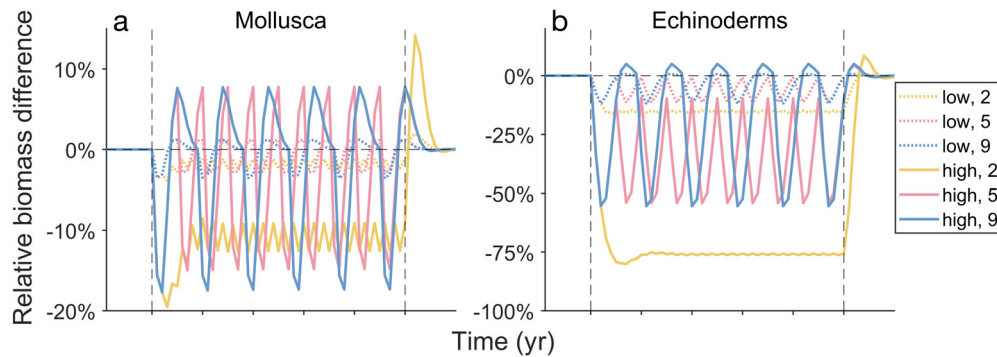 a Mollusca
b Echinoderms
Relative biomass difference
10%
0%
-10%
-20%
0%
-25%
-50%
-75%
-100%
low, 2
low, 5
low, 9
high, 2
high, 5
high, 9
Time (yr)